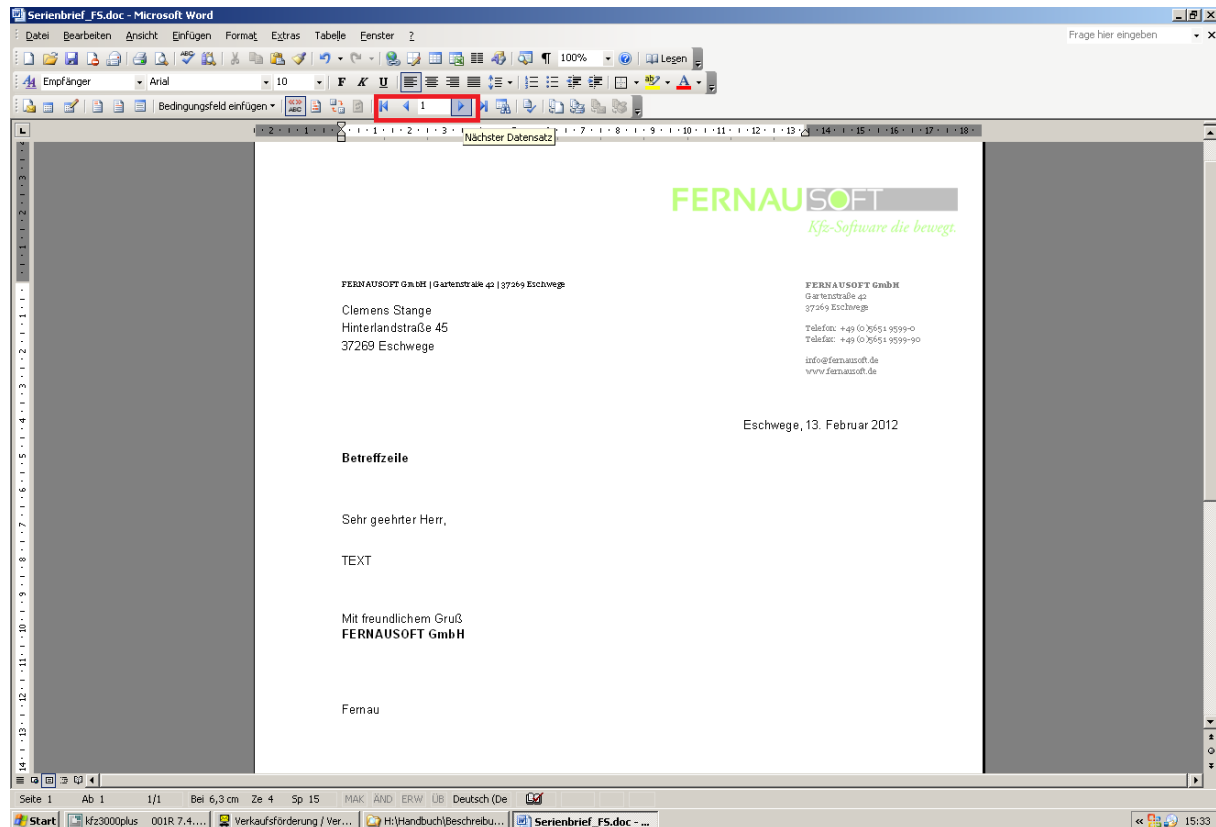 Serienbrief_FS.doc - Microsoft Word
Datei Bearbeiten Ansicht Einfügen Format Extras Tabelle Fenster ?
Frage hier eingeben
100%
Lesen
Empfänger
Arial
10
F K U
Bedingungsfeld einfügen
1
Nächster Datensatz
FERNAUSOFT
Kfz-Software die bewegt.
FERNAUSOFT GmbH | Gartenstraße 42 | 37269 Eschwege
Clemens Stange
Hinterlandstraße 45
37269 Eschwege
FERNAUSOFT GmbH
Gartenstraße 42
37269 Eschwege
Telefon: +49 (0)5651 9599-0
Telefax: +49 (0)5651 9599-90
info@fernausoft.de
www.fernausoft.de
Eschwege, 13. Februar 2012
Betreffzeile
Sehr geehrter Herr,
TEXT
Mit freundlichem Gruß
FERNAUSOFT GmbH
Fernau
Seite 1 Ab 1 1/1 Bei 6,3 cm Ze 4 Sp 15 MAK ÄND ERW ÜB Deutsch (De
Start kfz3000plus 001R 7.4.... Verkaufsförderung / Ver... H:\Handbuch\Beschreibu... Serienbrief_FS.doc - ... 15:33